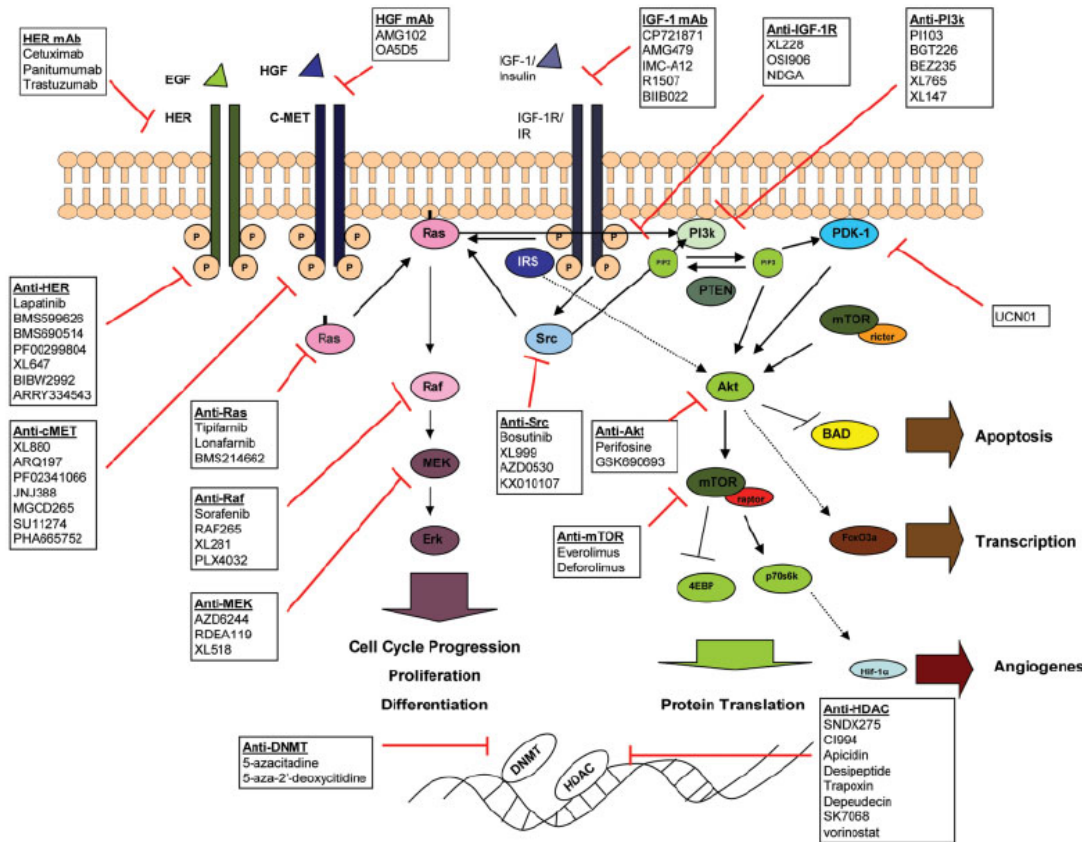 HER mAb
Cetuximab
Panitumumab
Trastuzumab
EGF
HER
HGF mAb
AMG102
OA5D5
HGF
C-MET
IGF-1 mAb
CP721871
AMG479
IMC-A12
R1507
BIIB022
IGF-1/
Insulin
IGF-1R/
IR
Anti-IGF-1R
XL228
OSI906
NDGA
Anti-PI3k
PI103
BGT226
BEZ235
XL765
XL147
P
P
P
P
P
P
P
P
P
P
P
P
Ras
PI3k
PDK-1
IRS
PIP2
PIP3
PTEN
mTOR
ricter
UCN01
Anti-HER
Lapatinib
BMS599626
BMS690514
PF00299804
XL647
BIBW2992
ARRY334543
Ras
Src
Raf
Akt
BAD
Apoptosis
Anti-cMET
XL880
ARQ197
PF02341066
JNJ388
MGCD265
SU11274
PHA665752
Anti-Ras
Tipifarnib
Lonafarnib
BMS214662
Anti-Src
Bosutinib
XL999
AZD0530
KX010107
Anti-Akt
Perifosine
GSK690693
MEK
mTOR
raptor
Anti-Raf
Sorafenib
RAF265
XL281
PLX4032
Erk
Anti-mTOR
Everolimus
Deforolimus
4EBP
p70s6k
FoxO3a
Transcription
Anti-MEK
AZD6244
RDEA119
XL518
Cell Cycle Progression
Proliferation
Differentiation
Protein Translation
Hif-1α
Angiogenes
Anti-DNMT
5-azacitadine
5-aza-2'-deoxycitidine
DNMT
HDAC
Anti-HDAC
SNDX275
CI994
Apicidin
Desipeptide
Trapoxin
Depeudecin
SK7068
vorinostat